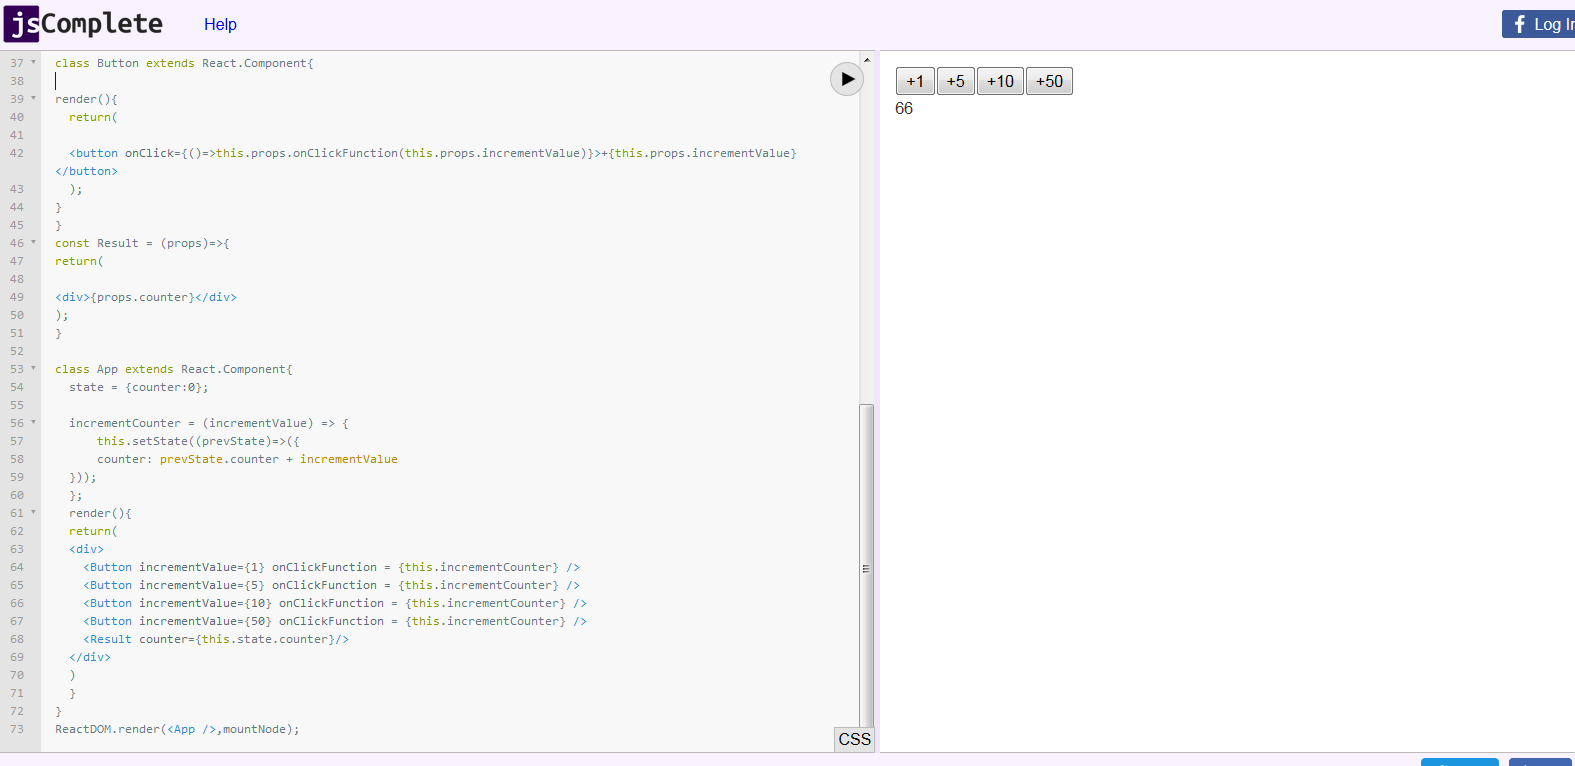 jsComplete Help Log In
37 class Button extends React.Component{
38
39 render(){
40 return(
41
42 <button onClick={()=>this.props.onClickFunction(this.props.incrementValue)}>+{this.props.incrementValue}
</button>
43 );
44 }
45 }
46 const Result = (props)=>{
47 return(
48
49 <div>{props.counter}</div>
50 );
51 }
52
53 class App extends React.Component{
54 state = {counter:0};
55
56 incrementCounter = (incrementValue) => {
57 this.setState((prevState)=>({
58 counter: prevState.counter + incrementValue
59 }));
60 };
61 render(){
62 return(
63 <div>
64 <Button incrementValue={1} onClickFunction = {this.incrementCounter} />
65 <Button incrementValue={5} onClickFunction = {this.incrementCounter} />
66 <Button incrementValue={10} onClickFunction = {this.incrementCounter} />
67 <Button incrementValue={50} onClickFunction = {this.incrementCounter} />
68 <Result counter={this.state.counter}/>
69 </div>
70 )
71 }
72 }
73 ReactDOM.render(<App />,mountNode);
CSS
+1 +5 +10 +50
66